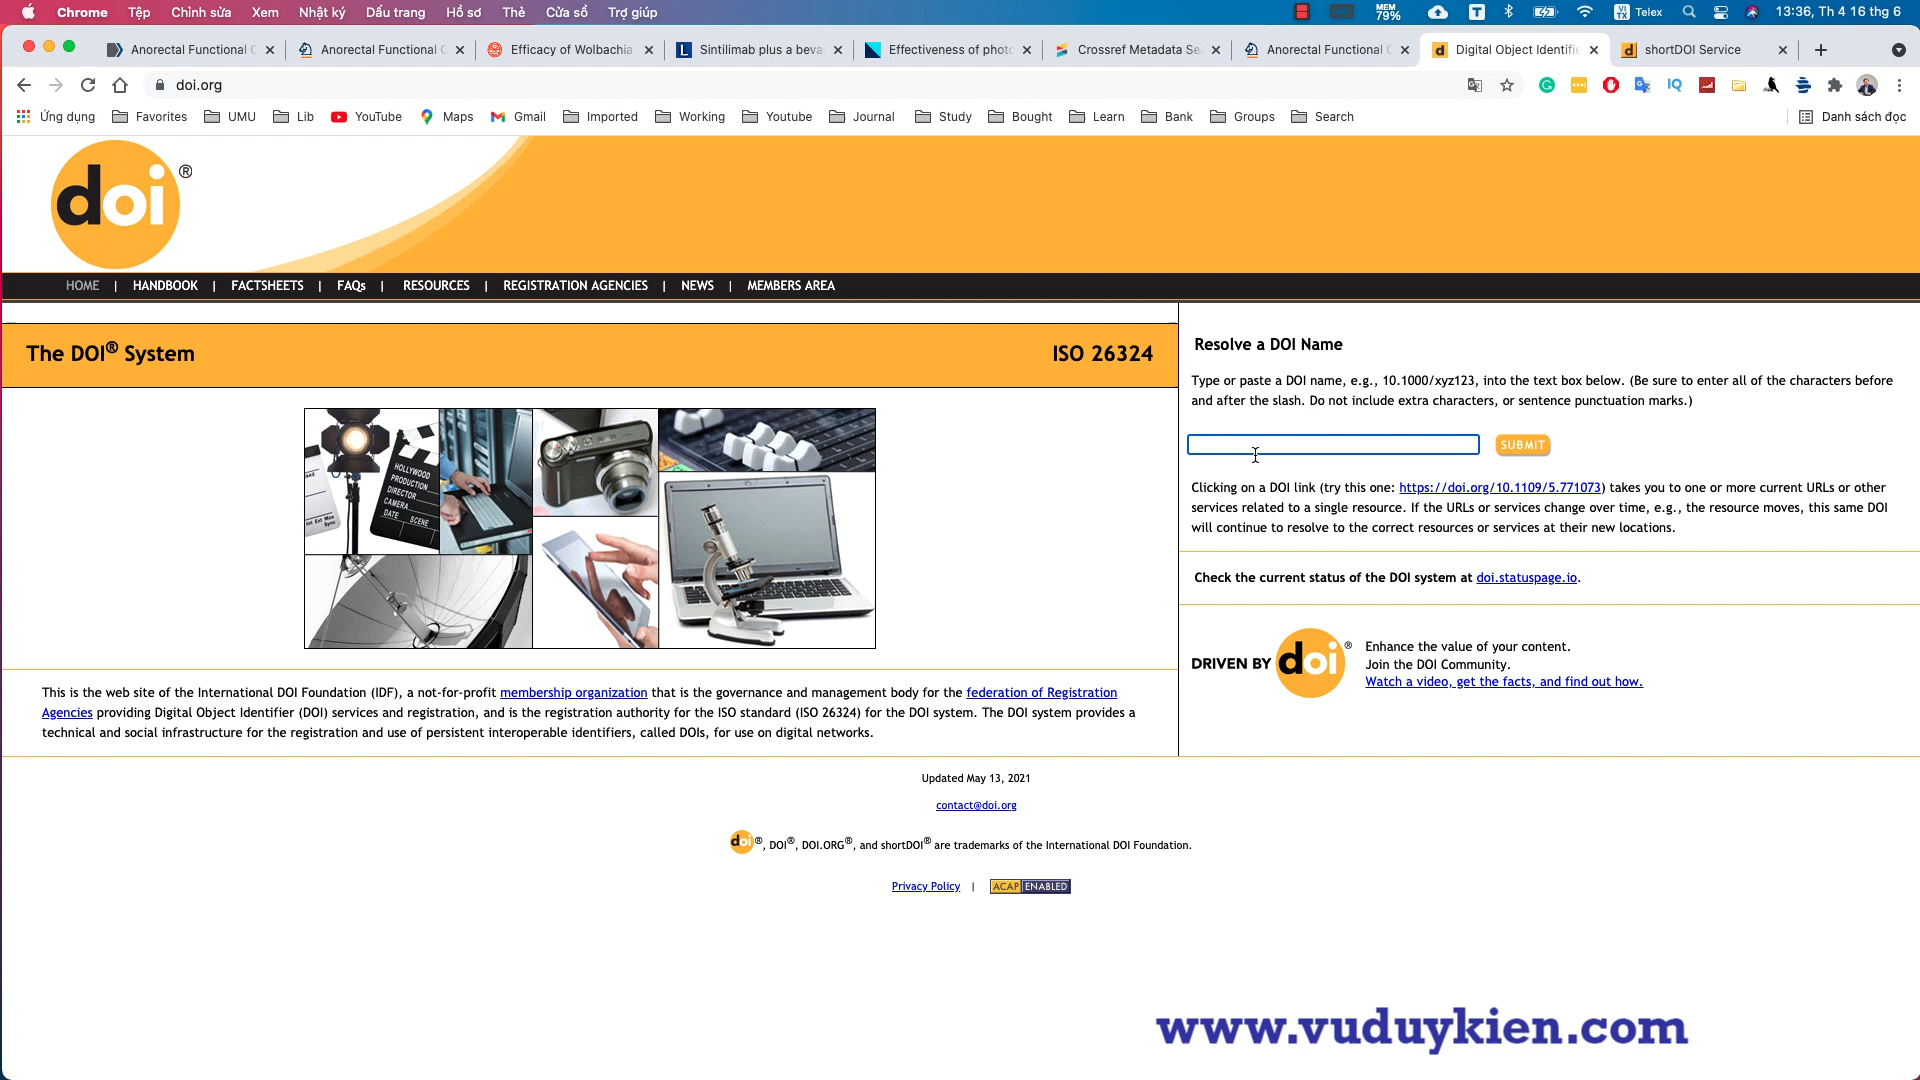 Chrome Tệp Chỉnh sửa Xem Nhật ký Dấu trang Hồ sơ Thẻ Cửa sổ Trợ giúp MEM 79% T VI TX Telex 13:36, Th 4 16 thg 6
Anorectal Functional Anorectal Functional Efficacy of Wolbachia Sintilimab plus a beva Effectiveness of photo Crossref Metadata Se Anorectal Functional Digital Object Identifie shortDOI Service
doi.org
Ứng dụng Favorites UMU Lib YouTube Maps Gmail Imported Working Youtube Journal Study Bought Learn Bank Groups Search Danh sách đọc
doi®
HOME | HANDBOOK | FACTSHEETS | FAQs | RESOURCES | REGISTRATION AGENCIES | NEWS | MEMBERS AREA
The DOI® System ISO 26324
HOLLYWOOD
PRODUCTION
DIRECTOR
CAMERA
DATE SCENE
This is the web site of the International DOI Foundation (IDF), a not-for-profit membership organization that is the governance and management body for the federation of Registration
Agencies providing Digital Object Identifier (DOI) services and registration, and is the registration authority for the ISO standard (ISO 26324) for the DOI system. The DOI system provides a
technical and social infrastructure for the registration and use of persistent interoperable identifiers, called DOIs, for use on digital networks.
Resolve a DOI Name
Type or paste a DOI name, e.g., 10.1000/xyz123, into the text box below. (Be sure to enter all of the characters before
and after the slash. Do not include extra characters, or sentence punctuation marks.)
SUBMIT
Clicking on a DOI link (try this one: https://doi.org/10.1109/5.771073) takes you to one or more current URLs or other
services related to a single resource. If the URLs or services change over time, e.g., the resource moves, this same DOI
will continue to resolve to the correct resources or services at their new locations.
Check the current status of the DOI system at doi.statuspage.io.
DRIVEN BY doi®
Enhance the value of your content.
Join the DOI Community.
Watch a video, get the facts, and find out how.
Updated May 13, 2021
contact@doi.org
doi®, DOI®, DOI.ORG®, and shortDOI® are trademarks of the International DOI Foundation.
Privacy Policy | ACAP ENABLED
www.vuduykien.com